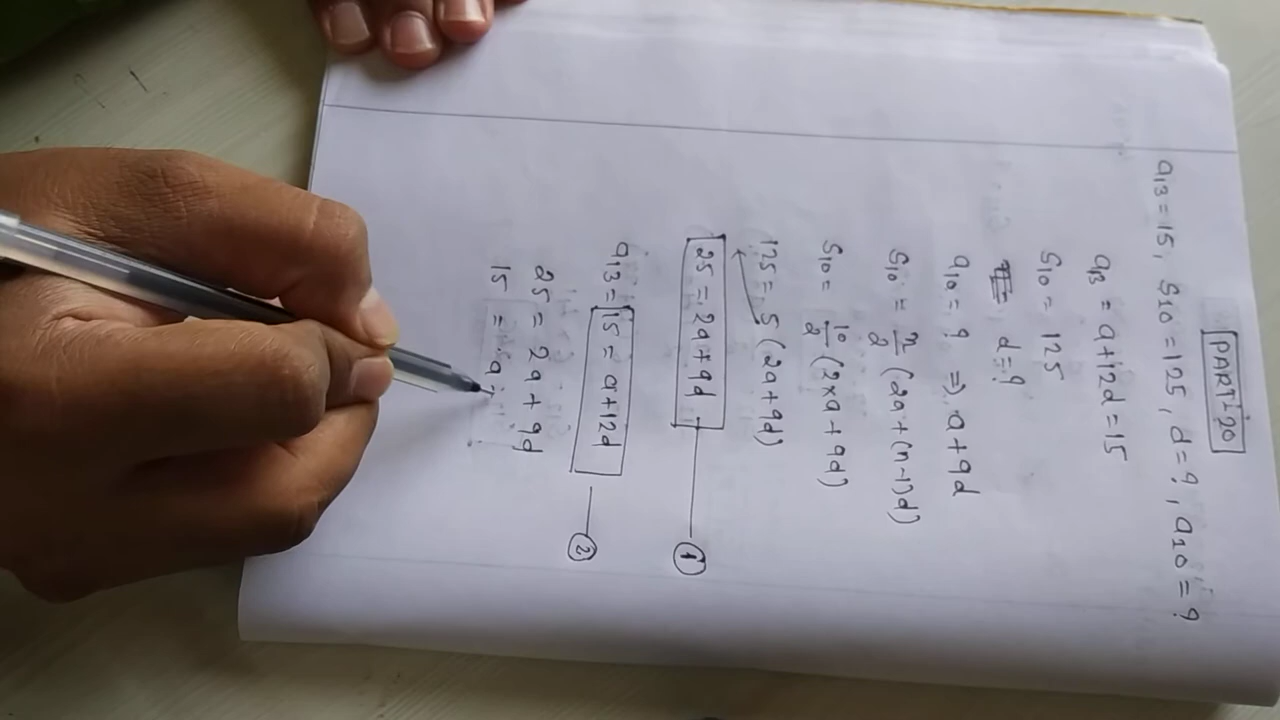 PART-20
a13 = 15, S10 = 125, d = ?, a10 = ?
a13 = a+12d = 15
S10 = 125
d = ?
a10 = ? ⇒ a+9d
S10 = n/2 (2a+(n-1)d)
S10 = 10/2 (2×a + 9d)
125 = 5 (2a+9d)
25 = 2a+9d ①
a13 = 15 = a+12d ②
25 = 2a + 9d
15 = a